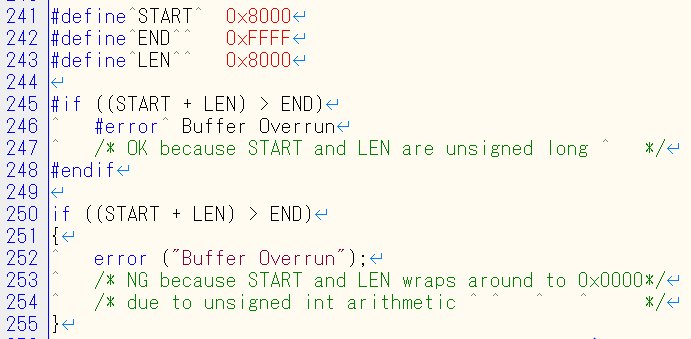 241 #define^START^ 0x8000↵
242 #define^END^^ 0xFFFF↵
243 #define^LEN^^ 0x8000↵
244 ↵
245 #if ((START + LEN) > END)↵
246 ^ #error^ Buffer Overrun↵
247 ^ /* OK because START and LEN are unsigned long ^ */↵
248 #endif↵
249 ↵
250 if ((START + LEN) > END)↵
251 {↵
252 ^ error ("Buffer Overrun");↵
253 ^ /* NG because START and LEN wraps around to 0x0000*/↵
254 ^ /* due to unsigned int arithmetic ^ ^ ^ ^ */↵
255 }↵